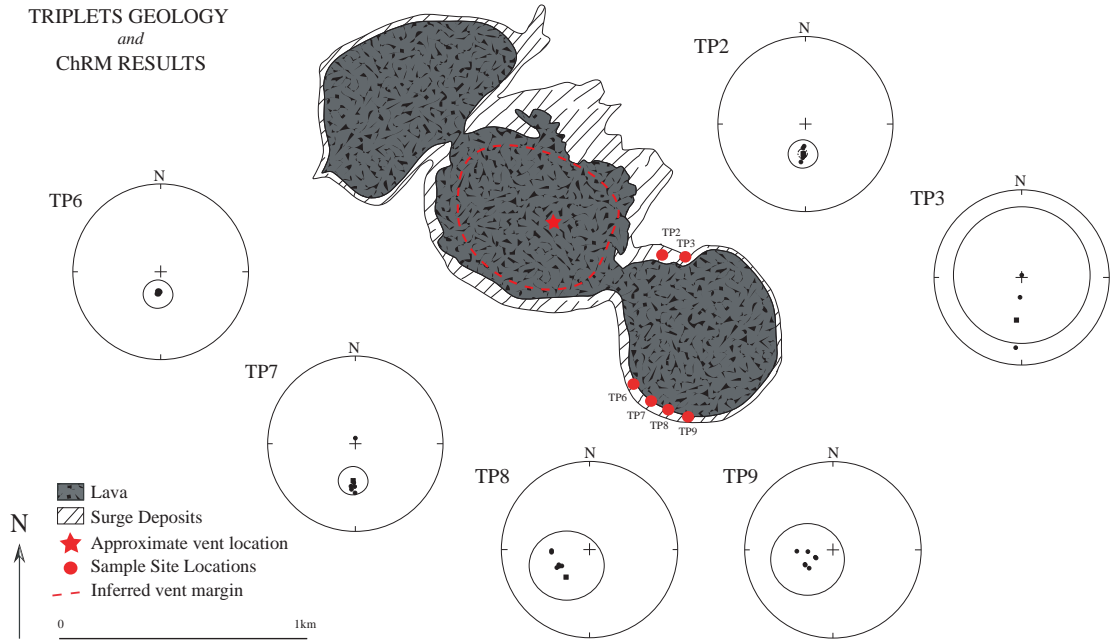 TRIPLETS GEOLOGY
and
ChRM RESULTS
N
TP2
N
TP3
N
TP6
TP2
TP3
TP7
N
TP6
TP7
TP8
TP9
N
TP8
N
TP9
Lava
Surge Deposits
Approximate vent location
Sample Site Locations
Inferred vent margin
N
0 1km